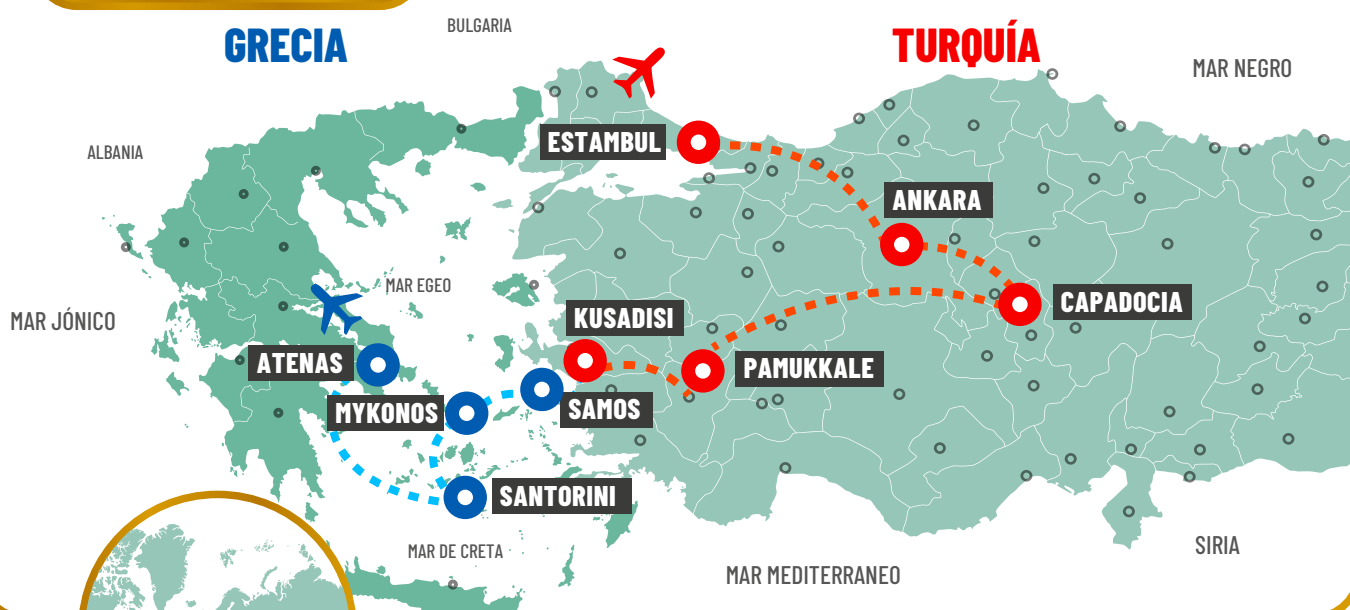 BULGARIA
GRECIA
TURQUÍA
MAR NEGRO
ESTAMBUL
ALBANIA
ANKARA
MAR EGEO
CAPADOCIA
MAR JÓNICO
KUSADISI
ATENAS
PAMUKKALE
MYKONOS
SAMOS
SANTORINI
MAR DE CRETA
SIRIA
MAR MEDITERRANEO